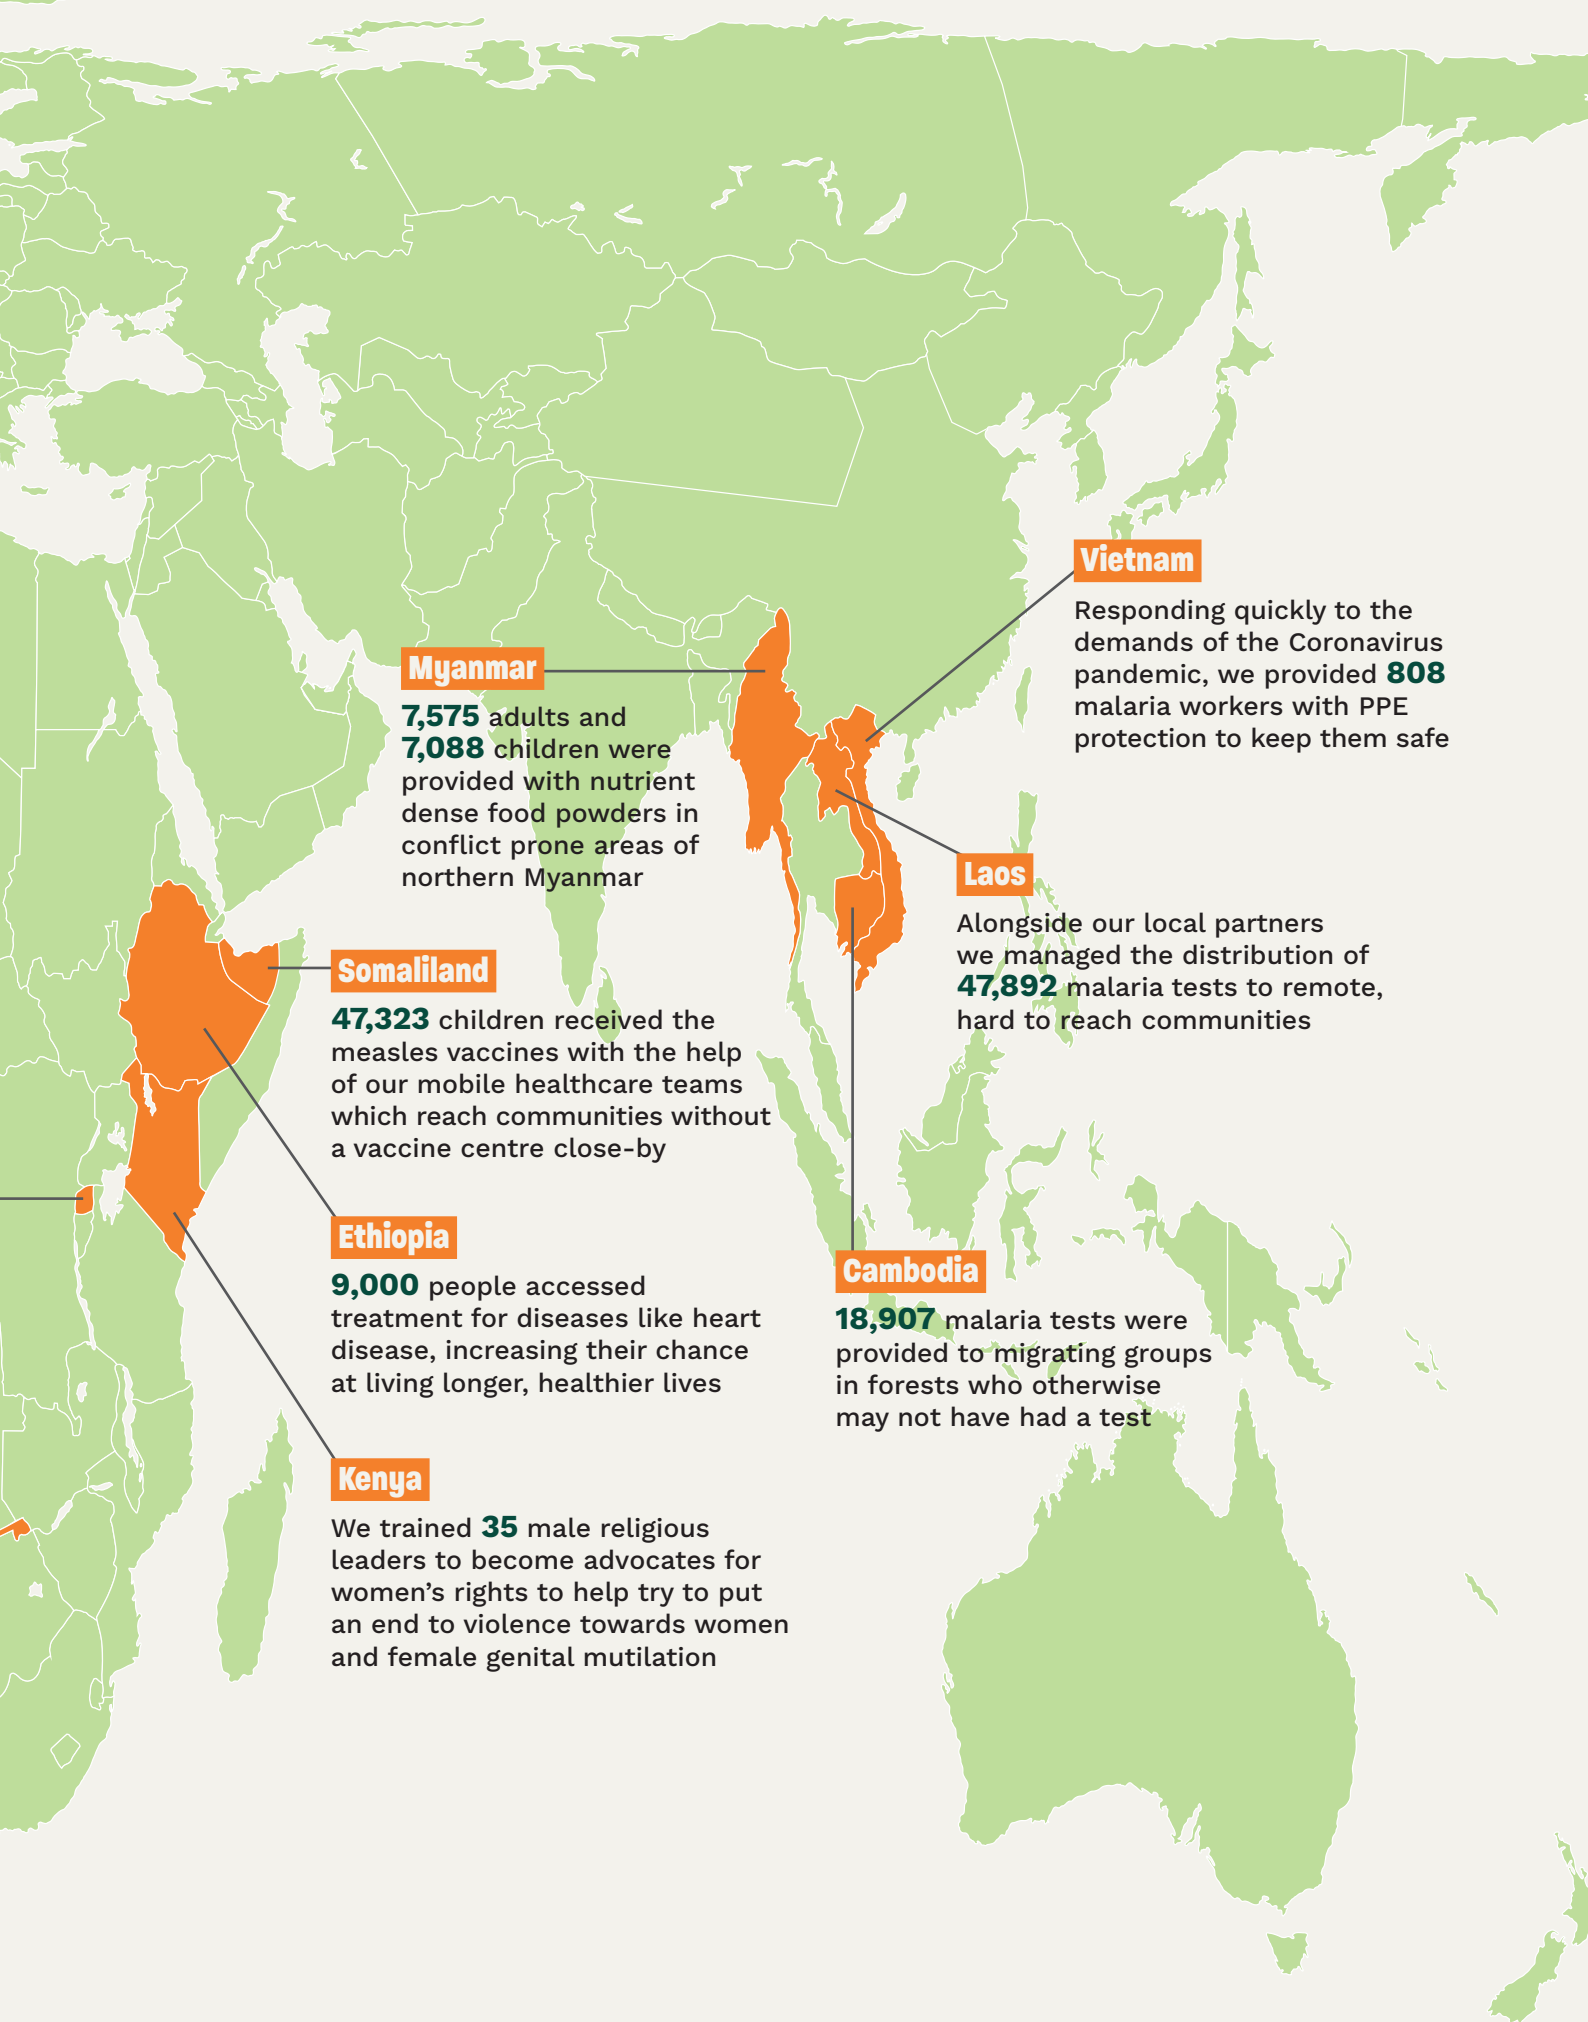 Vietnam
Responding quickly to the
demands of the Coronavirus
pandemic, we provided 808
malaria workers with PPE
protection to keep them safe
Myanmar
7,575 adults and
7,088 children were
provided with nutrient
dense food powders in
conflict prone areas of
northern Myanmar
Laos
Alongside our local partners
we managed the distribution of
47,892 malaria tests to remote,
hard to reach communities
Somaliland
47,323 children received the
measles vaccines with the help
of our mobile healthcare teams
which reach communities without
a vaccine centre close-by
Ethiopia
9,000 people accessed
treatment for diseases like heart
disease, increasing their chance
at living longer, healthier lives
Cambodia
18,907 malaria tests were
provided to migrating groups
in forests who otherwise
may not have had a test
Kenya
We trained 35 male religious
leaders to become advocates for
women's rights to help try to put
an end to violence towards women
and female genital mutilation